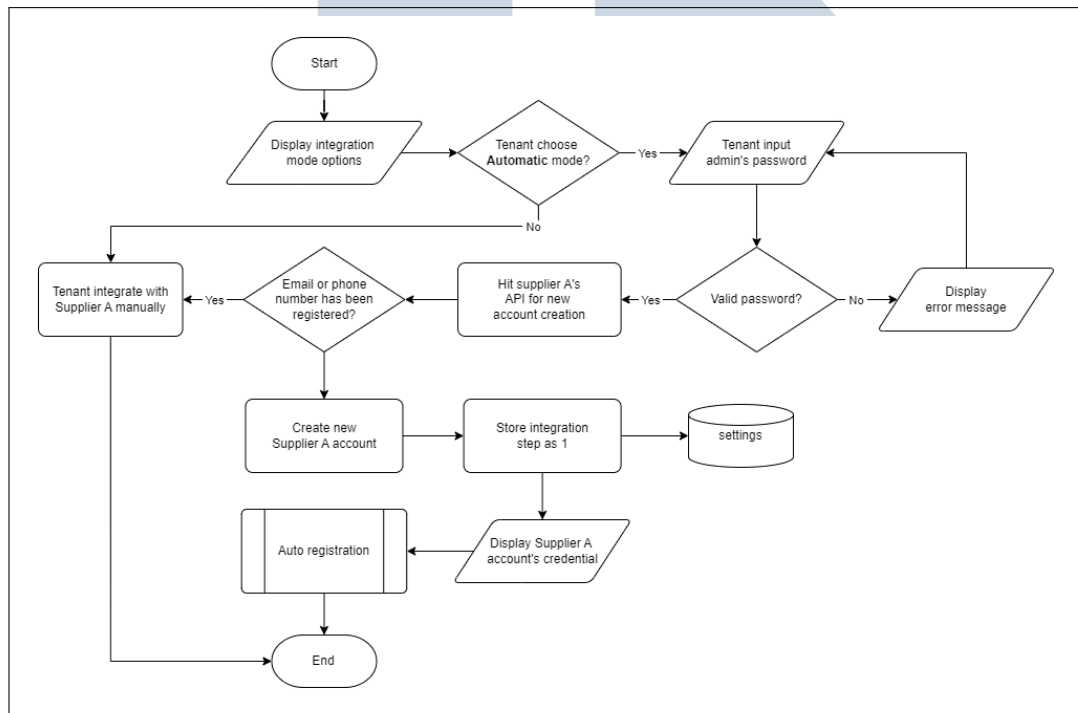 Start
Display integration
mode options
Tenant choose
Automatic mode?
Yes
Tenant input
admin's password
No
Tenant integrate with
Supplier A manually
Yes
Email or phone
number has been
registered?
Hit supplier A's
API for new
account creation
Yes
Valid password?
No
Display
error message
Create new
Supplier A account
Store integration
step as 1
settings
Auto registration
Display Supplier A
account's credential
End